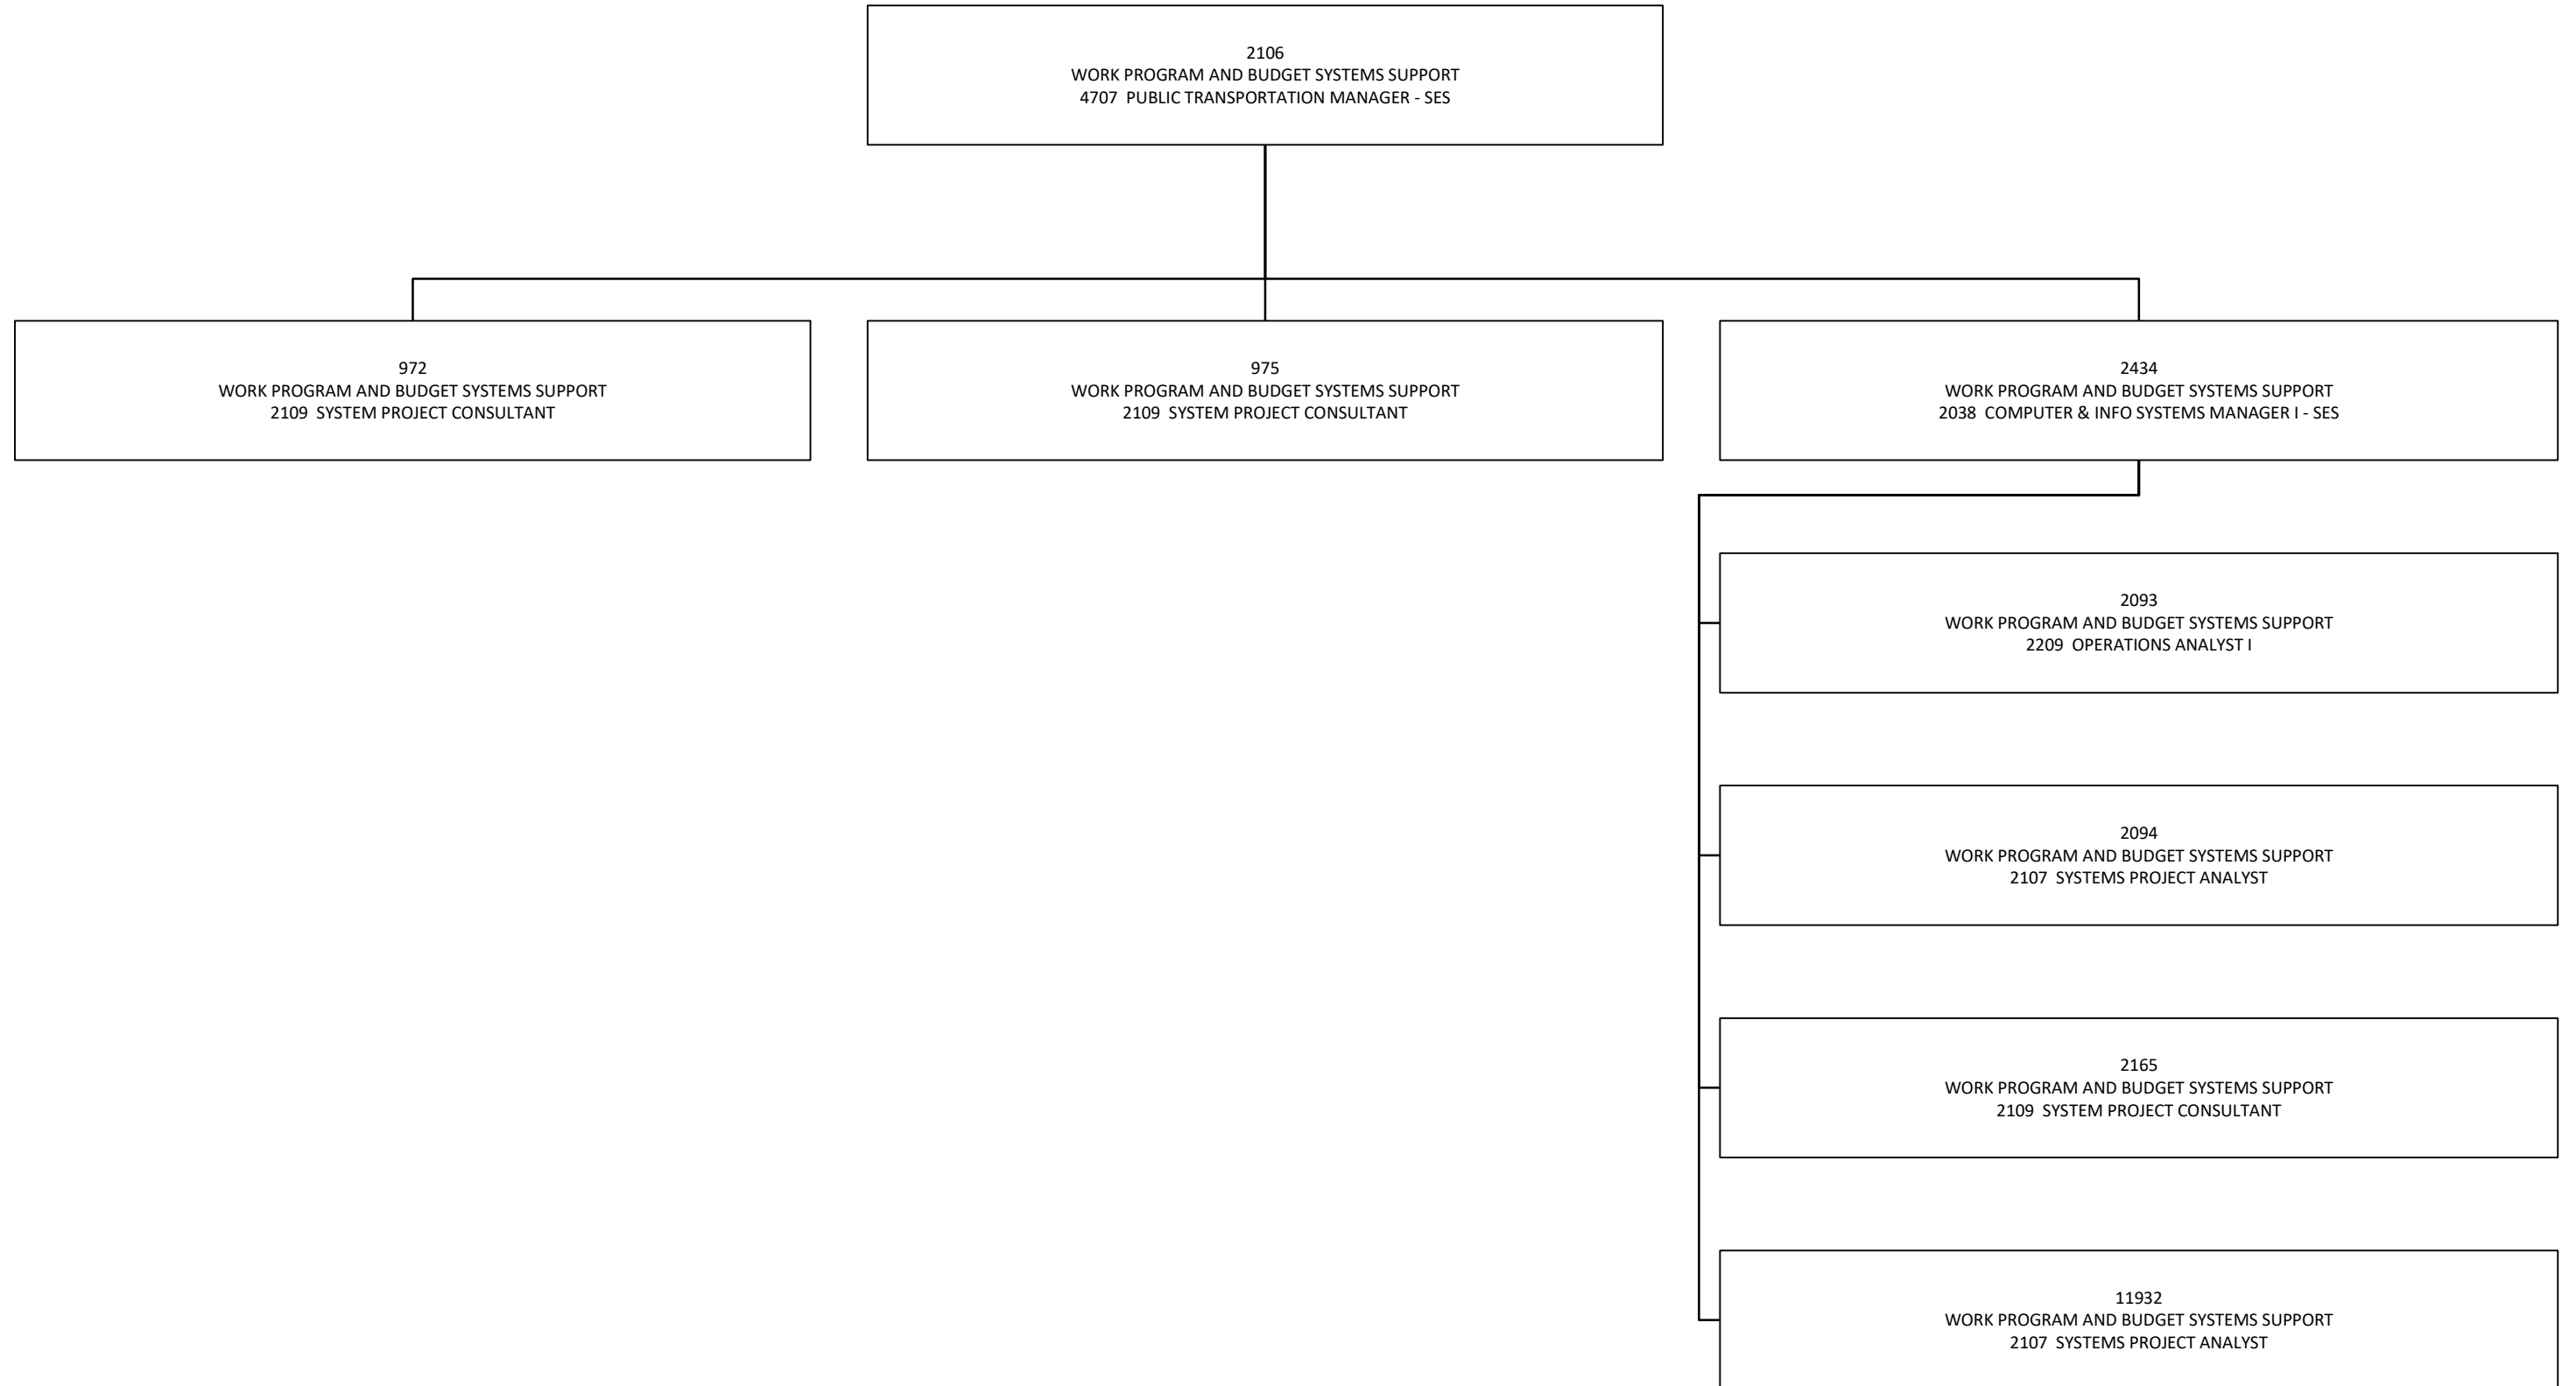 2106
WORK PROGRAM AND BUDGET SYSTEMS SUPPORT
4707 PUBLIC TRANSPORTATION MANAGER - SES
972
WORK PROGRAM AND BUDGET SYSTEMS SUPPORT
2109 SYSTEM PROJECT CONSULTANT
975
WORK PROGRAM AND BUDGET SYSTEMS SUPPORT
2109 SYSTEM PROJECT CONSULTANT
2434
WORK PROGRAM AND BUDGET SYSTEMS SUPPORT
2038 COMPUTER & INFO SYSTEMS MANAGER I - SES
2093
WORK PROGRAM AND BUDGET SYSTEMS SUPPORT
2209 OPERATIONS ANALYST I
2094
WORK PROGRAM AND BUDGET SYSTEMS SUPPORT
2107 SYSTEMS PROJECT ANALYST
2165
WORK PROGRAM AND BUDGET SYSTEMS SUPPORT
2109 SYSTEM PROJECT CONSULTANT
11932
WORK PROGRAM AND BUDGET SYSTEMS SUPPORT
2107 SYSTEMS PROJECT ANALYST